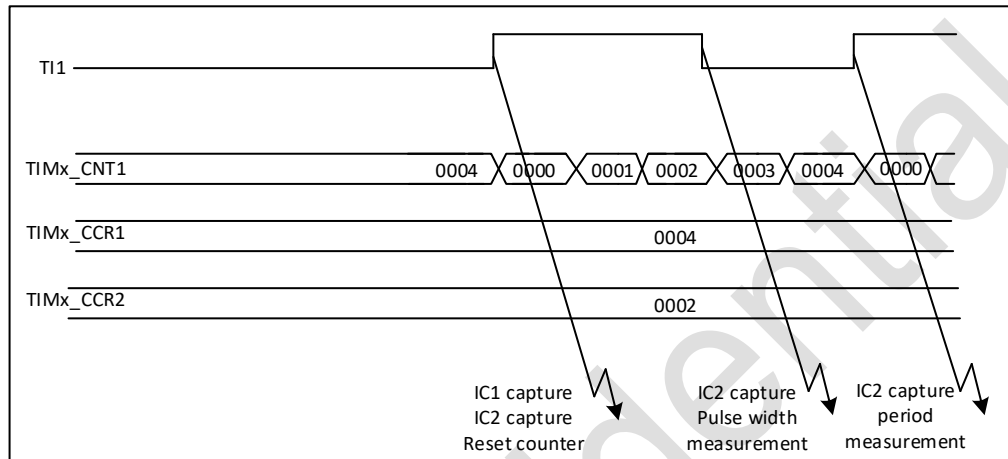 TI1
TIMx_CNT1
0004 0000 0001 0002 0003 0004 0000
TIMx_CCR1
0004
TIMx_CCR2
0002
IC1 capture
IC2 capture
Reset counter
IC2 capture
Pulse width
measurement
IC2 capture
period
measurement
dential